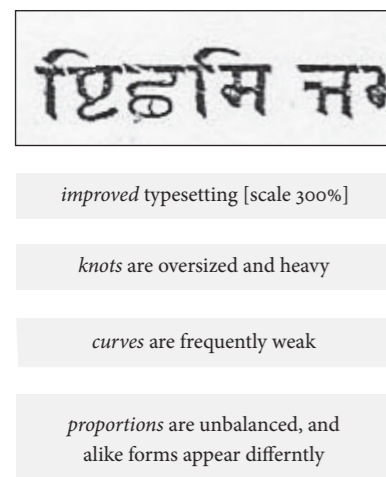 improved typesetting [scale 300%]
knots are oversized and heavy
curves are frequently weak
proportions are unbalanced, and
alike forms appear differntly